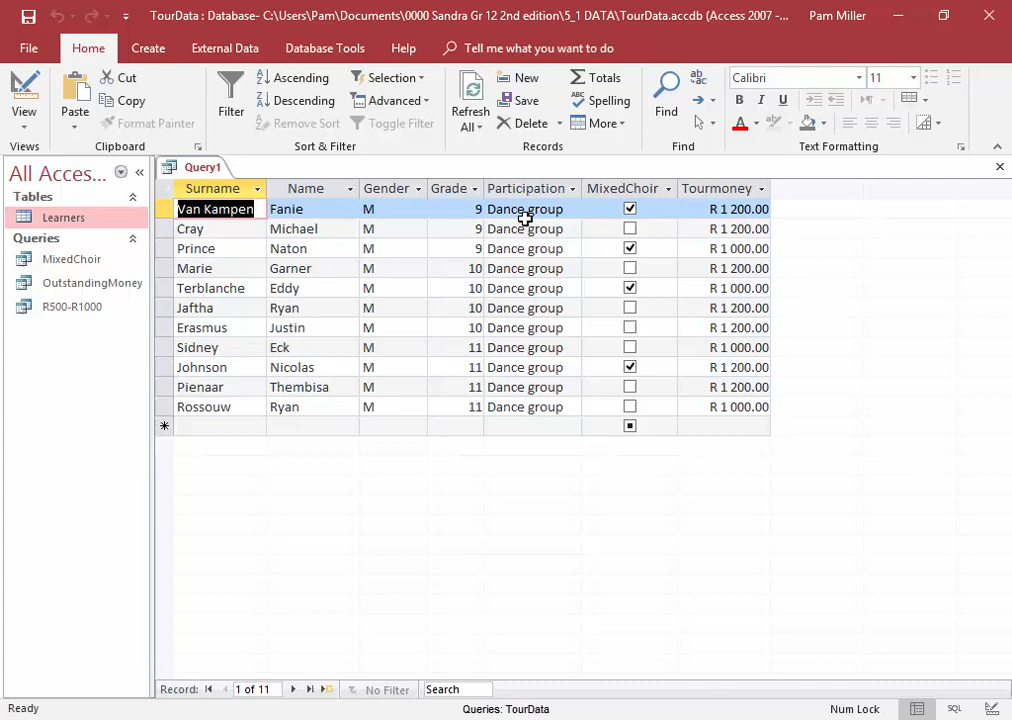 TourData : Database- C:\Users\Pam\Documents\0000 Sandra Gr 12 2nd edition\5_1 DATA\TourData.accdb (Access 2007 -... Pam Miller
File Home Create External Data Database Tools Help Tell me what you want to do
View
Views
Paste
Cut
Copy
Format Painter
Clipboard
Filter
Ascending
Descending
Remove Sort
Selection
Advanced
Toggle Filter
Sort & Filter
Refresh
All
New
Save
Delete
Totals
Spelling
More
Records
Find
ab
ac
Find
Calibri 11
B I U
A ab
Text Formatting
All Acces...
Tables
Learners
Queries
MixedChoir
OutstandingMoney
R500-R1000
Query1
Surname Name Gender Grade Participation MixedChoir Tourmoney
Van Kampen Fanie M 9 Dance group R 1 200.00
Cray Michael M 9 Dance group R 1 200.00
Prince Naton M 9 Dance group R 1 000.00
Marie Garner M 10 Dance group R 1 200.00
Terblanche Eddy M 10 Dance group R 1 000.00
Jaftha Ryan M 10 Dance group R 1 200.00
Erasmus Justin M 10 Dance group R 1 200.00
Sidney Eck M 11 Dance group R 1 000.00
Johnson Nicolas M 11 Dance group R 1 200.00
Pienaar Thembisa M 11 Dance group R 1 200.00
Rossouw Ryan M 11 Dance group R 1 000.00
Record: 1 of 11 No Filter Search
Ready Queries: TourData Num Lock SQL